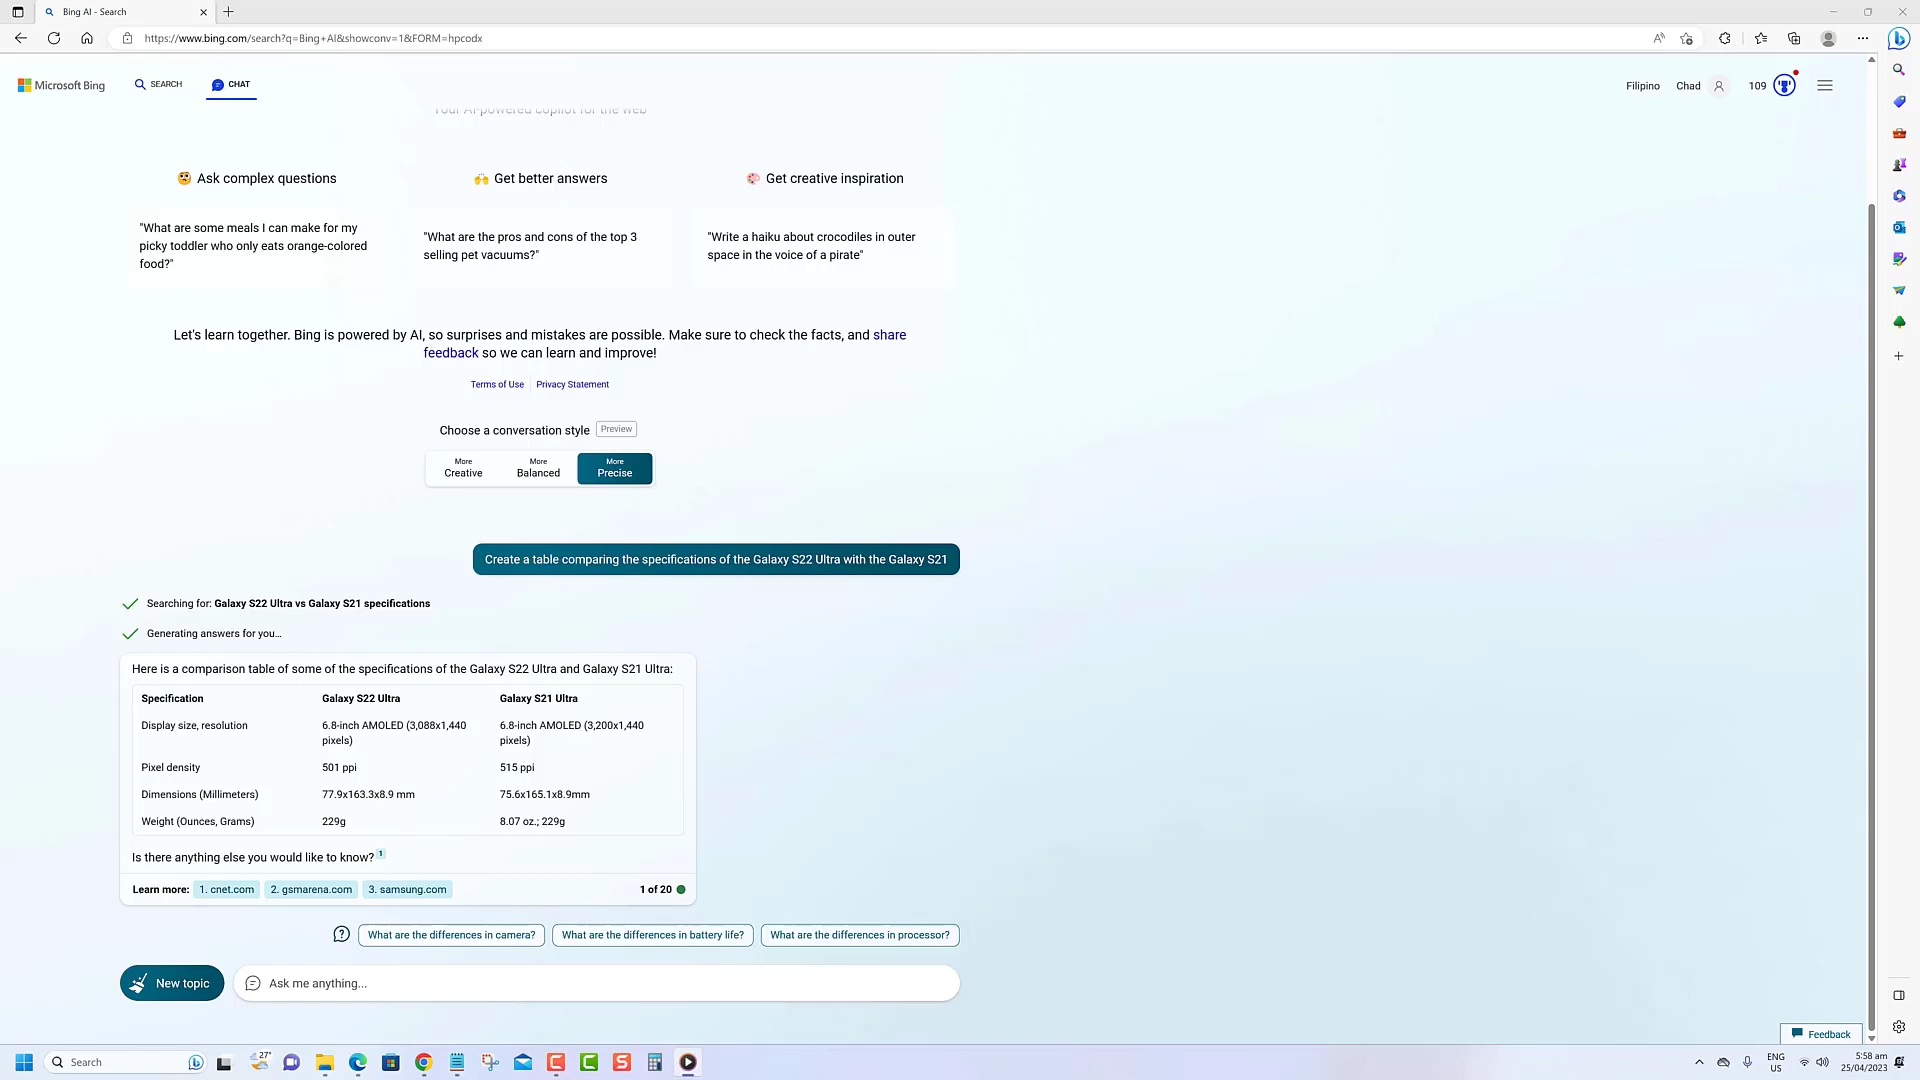 Bing AI - Search
https://www.bing.com/search?q=Bing+AI&showconv=1&FORM=hpcodx
Microsoft Bing
SEARCH
CHAT
Filipino
Chad
109
Your AI-powered copilot for the web
Ask complex questions
Get better answers
Get creative inspiration
"What are some meals I can make for my
picky toddler who only eats orange-colored
food?"
"What are the pros and cons of the top 3
selling pet vacuums?"
"Write a haiku about crocodiles in outer
space in the voice of a pirate"
Let's learn together. Bing is powered by AI, so surprises and mistakes are possible. Make sure to check the facts, and share
feedback so we can learn and improve!
Terms of Use
Privacy Statement
Choose a conversation style
Preview
More
Creative
More
Balanced
More
Precise
Create a table comparing the specifications of the Galaxy S22 Ultra with the Galaxy S21
Searching for: Galaxy S22 Ultra vs Galaxy S21 specifications
Generating answers for you...
Here is a comparison table of some of the specifications of the Galaxy S22 Ultra and Galaxy S21 Ultra:
Specification Galaxy S22 Ultra Galaxy S21 Ultra
Display size, resolution 6.8-inch AMOLED (3,088x1,440 6.8-inch AMOLED (3,200x1,440
pixels) pixels)
Pixel density 501 ppi 515 ppi
Dimensions (Millimeters) 77.9x163.3x8.9 mm 75.6x165.1x8.9mm
Weight (Ounces, Grams) 229g 8.07 oz.; 229g
Is there anything else you would like to know? 1
Learn more: 1. cnet.com 2. gsmarena.com 3. samsung.com 1 of 20
What are the differences in camera?
What are the differences in battery life?
What are the differences in processor?
New topic
Ask me anything...
Feedback
Search
27°
ENG
US
5:58 am
25/04/2023